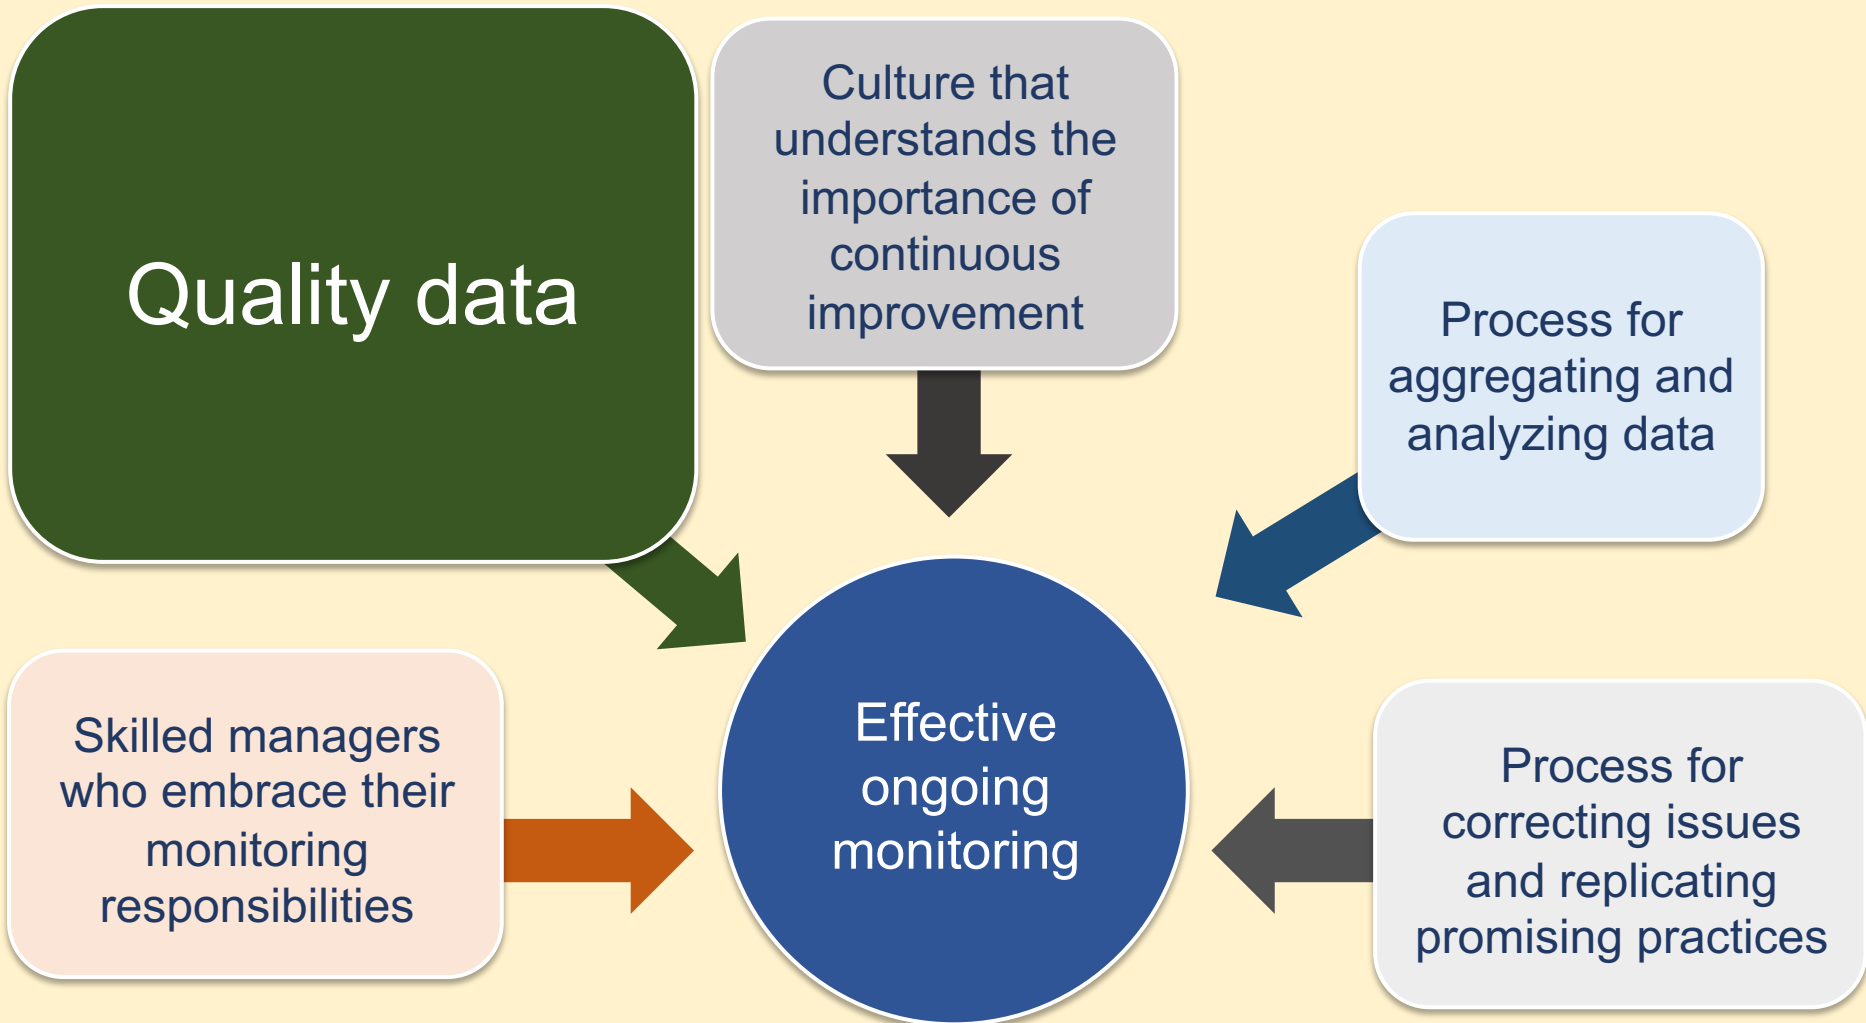 Quality data
Culture that
understands the
importance of
continuous
improvement
Process for
aggregating and
analyzing data
Skilled managers
who embrace their
monitoring
responsibilities
Effective
ongoing
monitoring
Process for
correcting issues
and replicating
promising practices